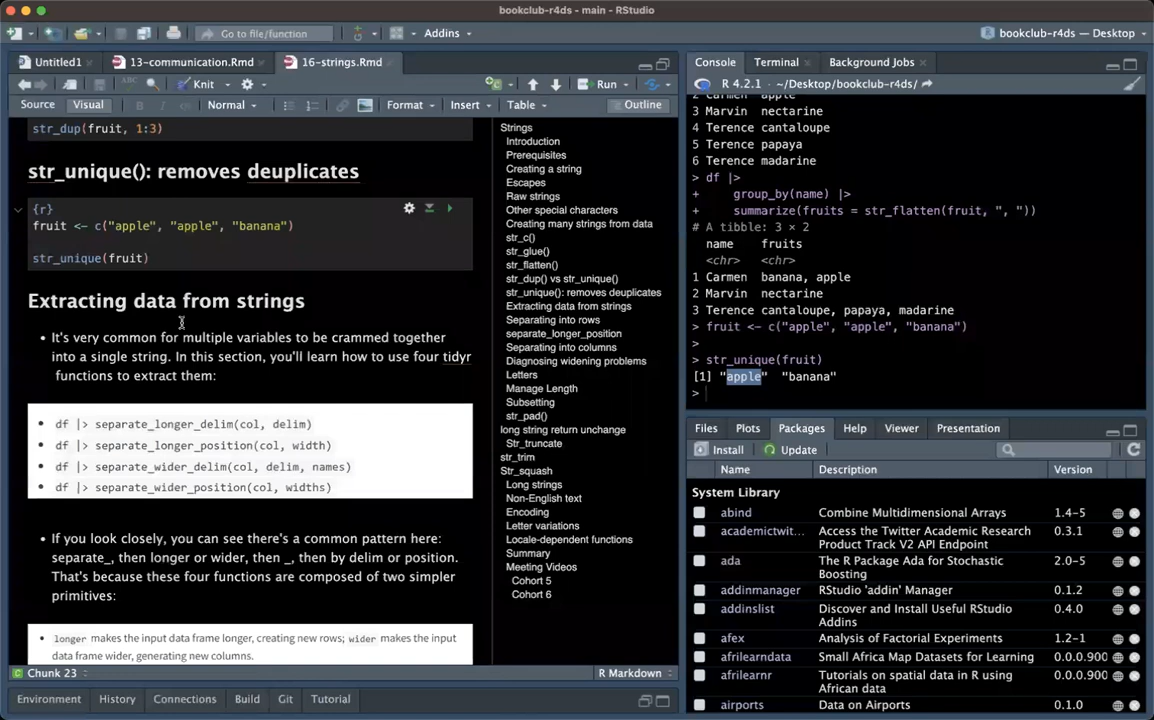 bookclub-r4ds - main - RStudio
Go to file/function
Addins
bookclub-r4ds — Desktop
Untitled1
13-communication.Rmd
16-strings.Rmd
Knit
Run
Source
Visual
B
I
Normal
Format
Insert
Table
Outline
str_dup(fruit, 1:3)
str_unique(): removes deuplicates
{r}
fruit <- c("apple", "apple", "banana")
str_unique(fruit)
Extracting data from strings
• It's very common for multiple variables to be crammed together
into a single string. In this section, you'll learn how to use four tidyr
functions to extract them:
• df |> separate_longer_delim(col, delim)
• df |> separate_longer_position(col, width)
• df |> separate_wider_delim(col, delim, names)
• df |> separate_wider_position(col, widths)
• If you look closely, you can see there's a common pattern here:
separate_, then longer or wider, then _, then by delim or position.
That's because these four functions are composed of two simpler
primitives:
• longer makes the input data frame longer, creating new rows; wider makes the input
data frame wider, generating new columns.
Chunk 23
R Markdown
Strings
Introduction
Prerequisites
Creating a string
Escapes
Raw strings
Other special characters
Creating many strings from data
str_c()
str_glue()
str_flatten()
str_dup() vs str_unique()
str_unique(): removes deuplicates
Extracting data from strings
Separating into rows
separate_longer_position
Separating into columns
Diagnosing widening problems
Letters
Manage Length
Subsetting
str_pad()
long string return unchange
Str_truncate
str_trim
Str_squash
Long strings
Non-English text
Encoding
Letter variations
Locale-dependent functions
Summary
Meeting Videos
Cohort 5
Cohort 6
Environment
History
Connections
Build
Git
Tutorial
Console
Terminal
Background Jobs
R 4.2.1 · ~/Desktop/bookclub-r4ds/
2 Carmen apple
3 Marvin nectarine
4 Terence cantaloupe
5 Terence papaya
6 Terence madarine
> df |>
+ group_by(name) |>
+ summarize(fruits = str_flatten(fruit, ", "))
# A tibble: 3 × 2
name fruits
<chr> <chr>
1 Carmen banana, apple
2 Marvin nectarine
3 Terence cantaloupe, papaya, madarine
> fruit <- c("apple", "apple", "banana")
>
> str_unique(fruit)
[1] "apple" "banana"
>
Files
Plots
Packages
Help
Viewer
Presentation
Install
Update
Name Description Version
System Library
abind Combine Multidimensional Arrays 1.4-5
academictwit... Access the Twitter Academic Research 0.3.1
Product Track V2 API Endpoint
ada The R Package Ada for Stochastic 2.0-5
Boosting
addinmanager RStudio 'addin' Manager 0.1.2
addinslist Discover and Install Useful RStudio 0.4.0
Addins
afex Analysis of Factorial Experiments 1.2-1
afrilearndata Small Africa Map Datasets for Learning 0.0.0.900
afrilearnr Tutorials on spatial data in R using 0.0.0.900
African data
airports Data on Airports 0.1.0